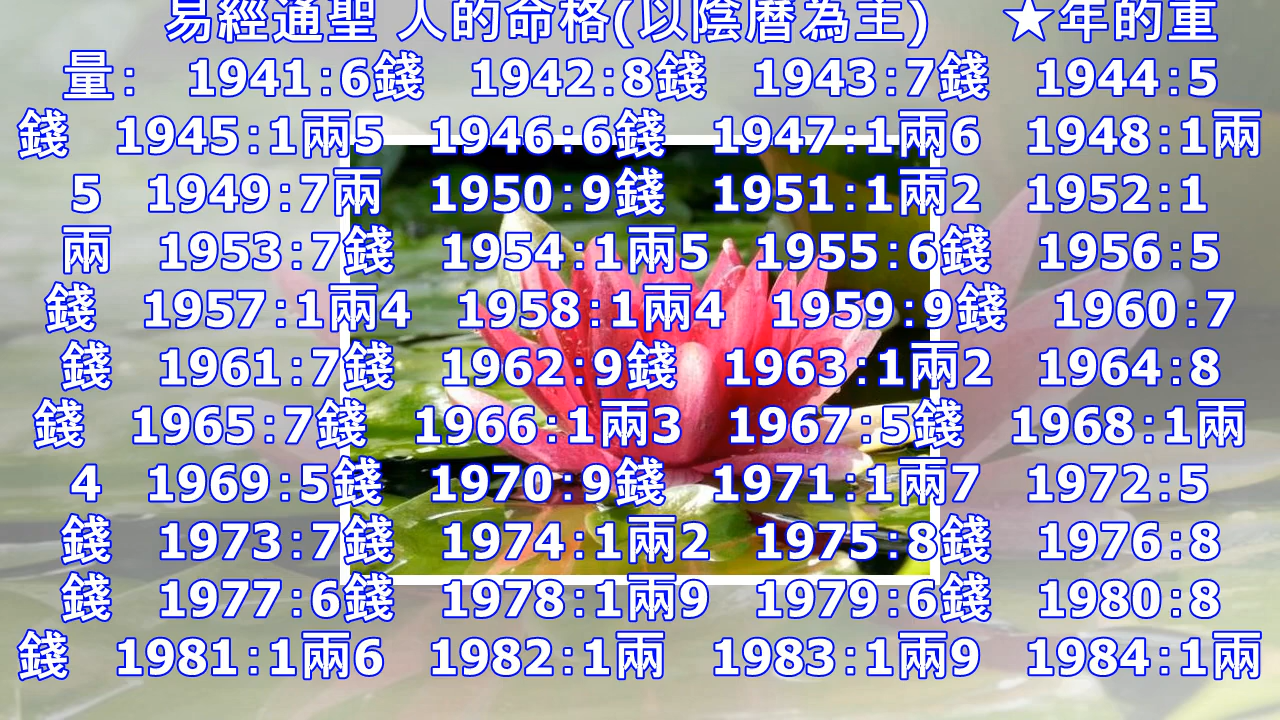 易經通聖 人的命格(以陰曆為主) ★年的重
量: 1941:6錢 1942:8錢 1943:7錢 1944:5
錢 1945:1兩5 1946:6錢 1947:1兩6 1948:1兩
5 1949:7兩 1950:9錢 1951:1兩2 1952:1
兩 1953:7錢 1954:1兩5 1955:6錢 1956:5
錢 1957:1兩4 1958:1兩4 1959:9錢 1960:7
錢 1961:7錢 1962:9錢 1963:1兩2 1964:8
錢 1965:7錢 1966:1兩3 1967:5錢 1968:1兩
4 1969:5錢 1970:9錢 1971:1兩7 1972:5
錢 1973:7錢 1974:1兩2 1975:8錢 1976:8
錢 1977:6錢 1978:1兩9 1979:6錢 1980:8
錢 1981:1兩6 1982:1兩 1983:1兩9 1984:1兩